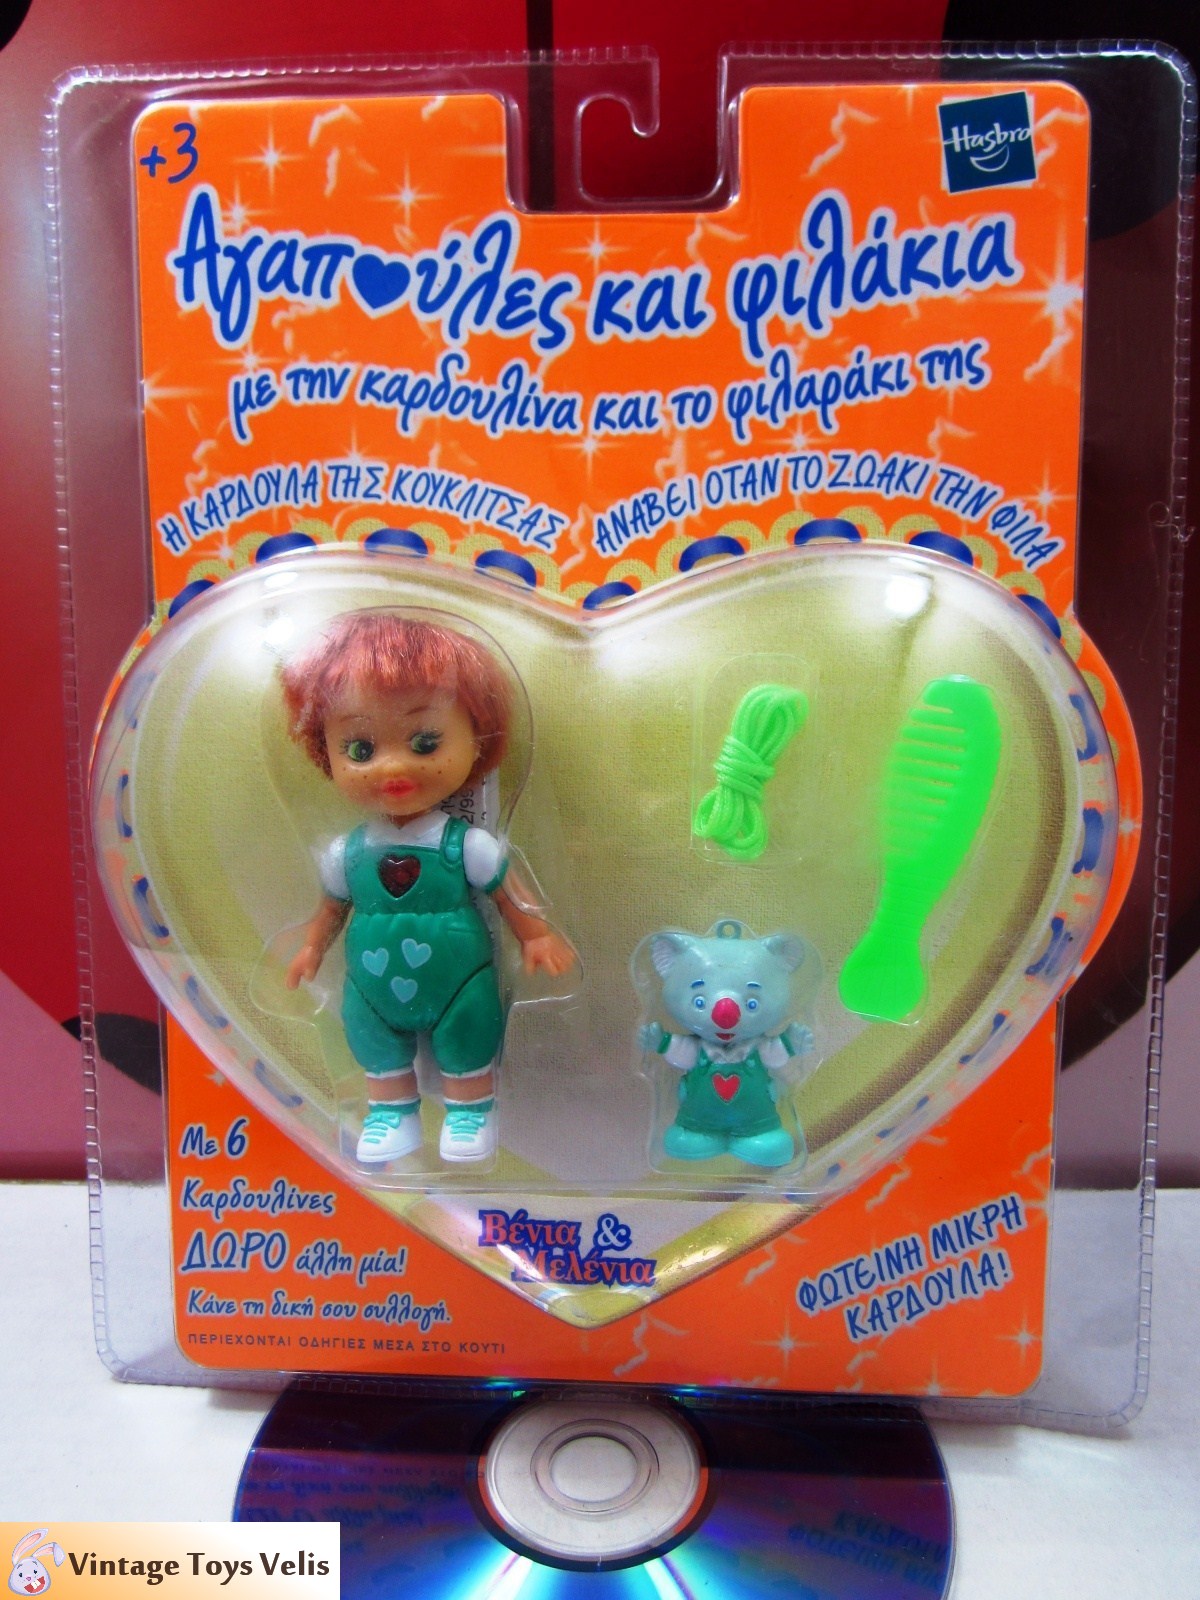 +3
Hasbro
Αγαπούλες και φιλάκια
με την καρδουλίνα και το φιλαράκι της
Η ΚΑΡΔΟΥΛΑ ΤΗΣ ΚΟΥΚΛΙΤΣΑΣ ΑΝΑΒΕΙ ΟΤΑΝ ΤΟ ΖΩΑΚΙ ΤΗΝ ΦΙΛΑ
Με 6
Καρδουλίνες
ΔΩΡΟ άλλη μία!
Κάνε τη δική σου συλλογή.
ΠΕΡΙΕΧΟΝΤΑΙ ΟΔΗΓΙΕΣ ΜΕΣΑ ΣΤΟ ΚΟΥΤΙ
Βένια &
Μελένια
ΦΩΤΕΙΝΗ ΜΙΚΡΗ
ΚΑΡΔΟΥΛΑ!
Vintage Toys Velis